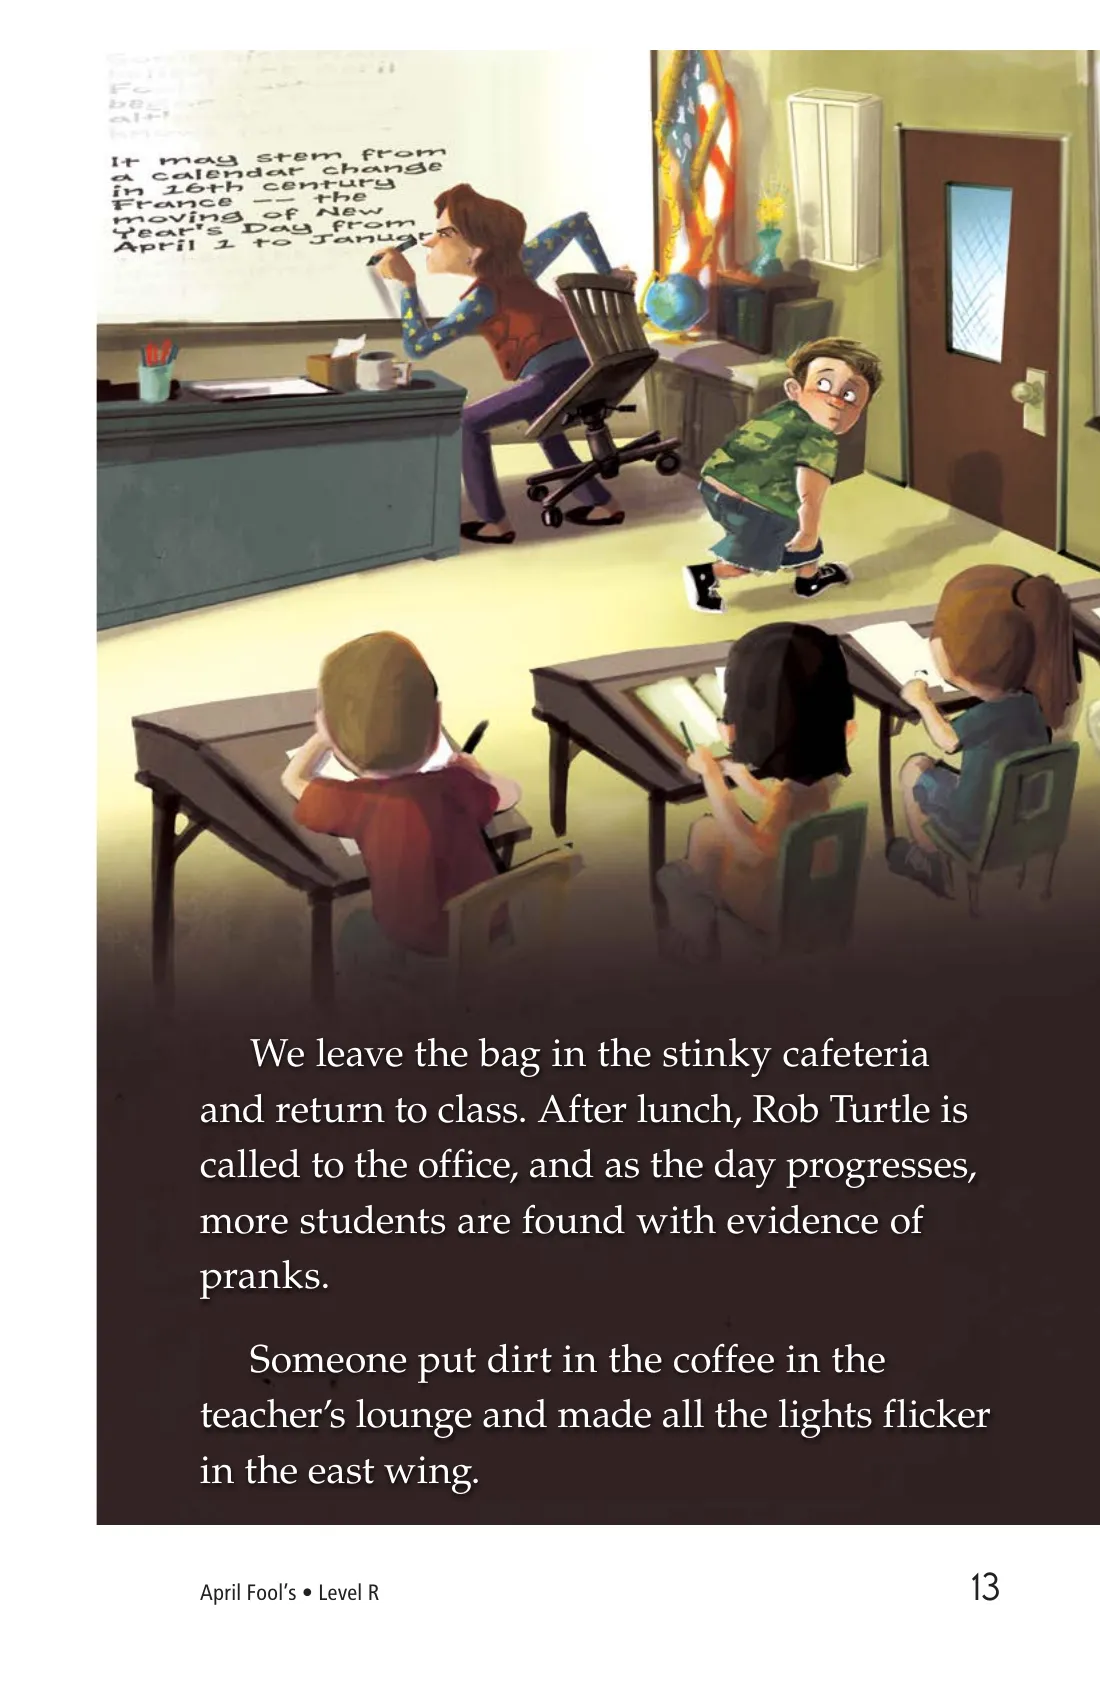 It may stem from
a calendar change
in 16th century
France -- the
moving of New
Year's Day from
April 1 to Januar
We leave the bag in the stinky cafeteria
and return to class. After lunch, Rob Turtle is
called to the office, and as the day progresses,
more students are found with evidence of
pranks.
Someone put dirt in the coffee in the
teacher’s lounge and made all the lights flicker
in the east wing.
April Fool’s • Level R
13